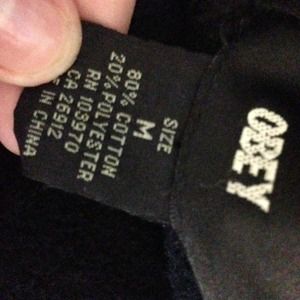 OBEY
SIZE
M
80% COTTON
20% POLYESTER
RN 103970
CA 26912
IN CHINA